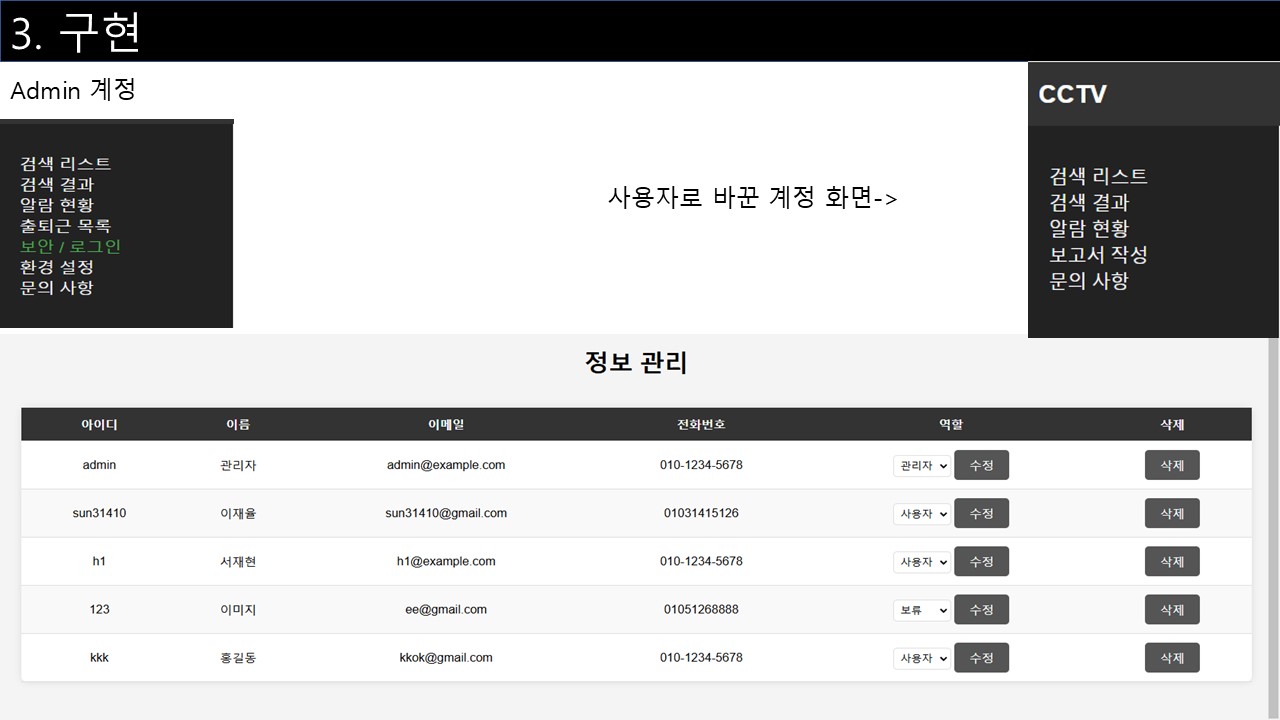 3. 구현
Admin 계정
검색 리스트
검색 결과
알람 현황
출퇴근 목록
보안 / 로그인
환경 설정
문의 사항
사용자로 바꾼 계정 화면->
CCTV
검색 리스트
검색 결과
알람 현황
보고서 작성
문의 사항
정보 관리
아이디 이름 이메일 전화번호 역할 삭제
admin 관리자 admin@example.com 010-1234-5678 관리자 수정 삭제
sun31410 이재율 sun31410@gmail.com 01031415126 사용자 수정 삭제
h1 서재현 h1@example.com 010-1234-5678 사용자 수정 삭제
123 이미지 ee@gmail.com 01051268888 보류 수정 삭제
kkk 홍길동 kkok@gmail.com 010-1234-5678 사용자 수정 삭제